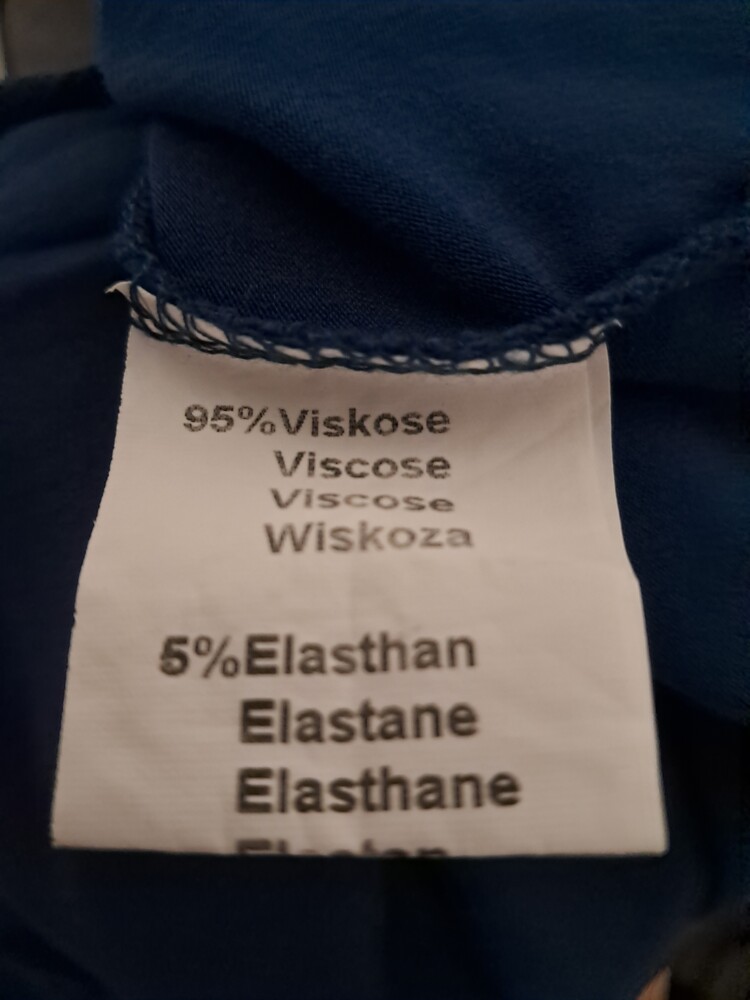 95%Viskose
Viscose
Viscose
Wiskoza
5%Elasthan
Elastane
Elasthane